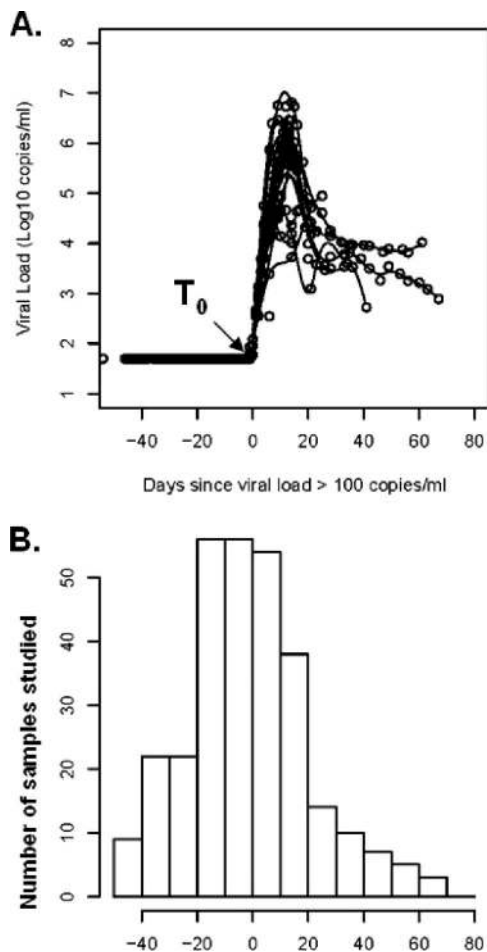 A.
Viral Load (Log10 copies/ml)
8
7
6
5
4
3
2
1
T0
−40 −20 0 20 40 60 80
Days since viral load > 100 copies/ml
B.
Number of samples studied
50
40
30
20
10
0
−40 −20 0 20 40 60 80